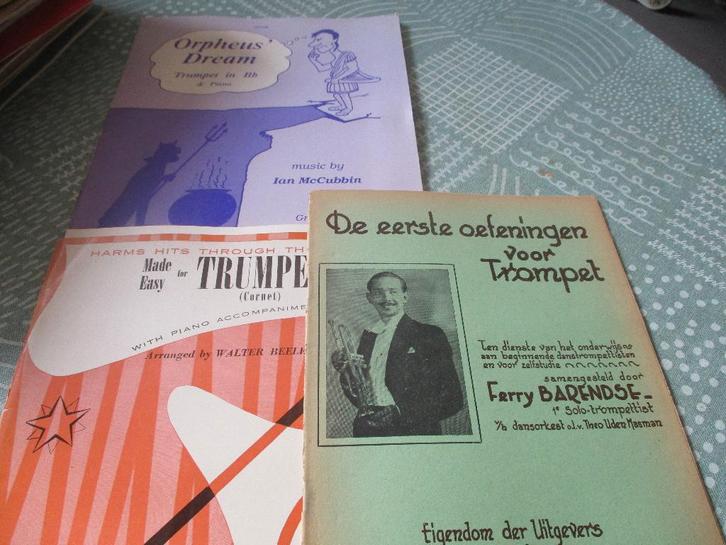 Orpheus'
Dream
Trumpet in Bb
& Piano
music by
Ian McCubbin
HARMS HITS THROUGH TH
Made
Easy
for
TRUMPE
(Cornet)
WITH PIANO ACCOMPANIME
Arranged by WALTER BEELE
De eerste oefeningen
voor
Trompet
Ten dienste van het onderwijs
aan beginnende danstrompettisten
en voor zelfstudie
samengesteld door
Ferry BARENDSE
1e Solo-trompettist
v/h dansorkest o.l.v. Theo Uden Masman
Eigendom der Uitgevers